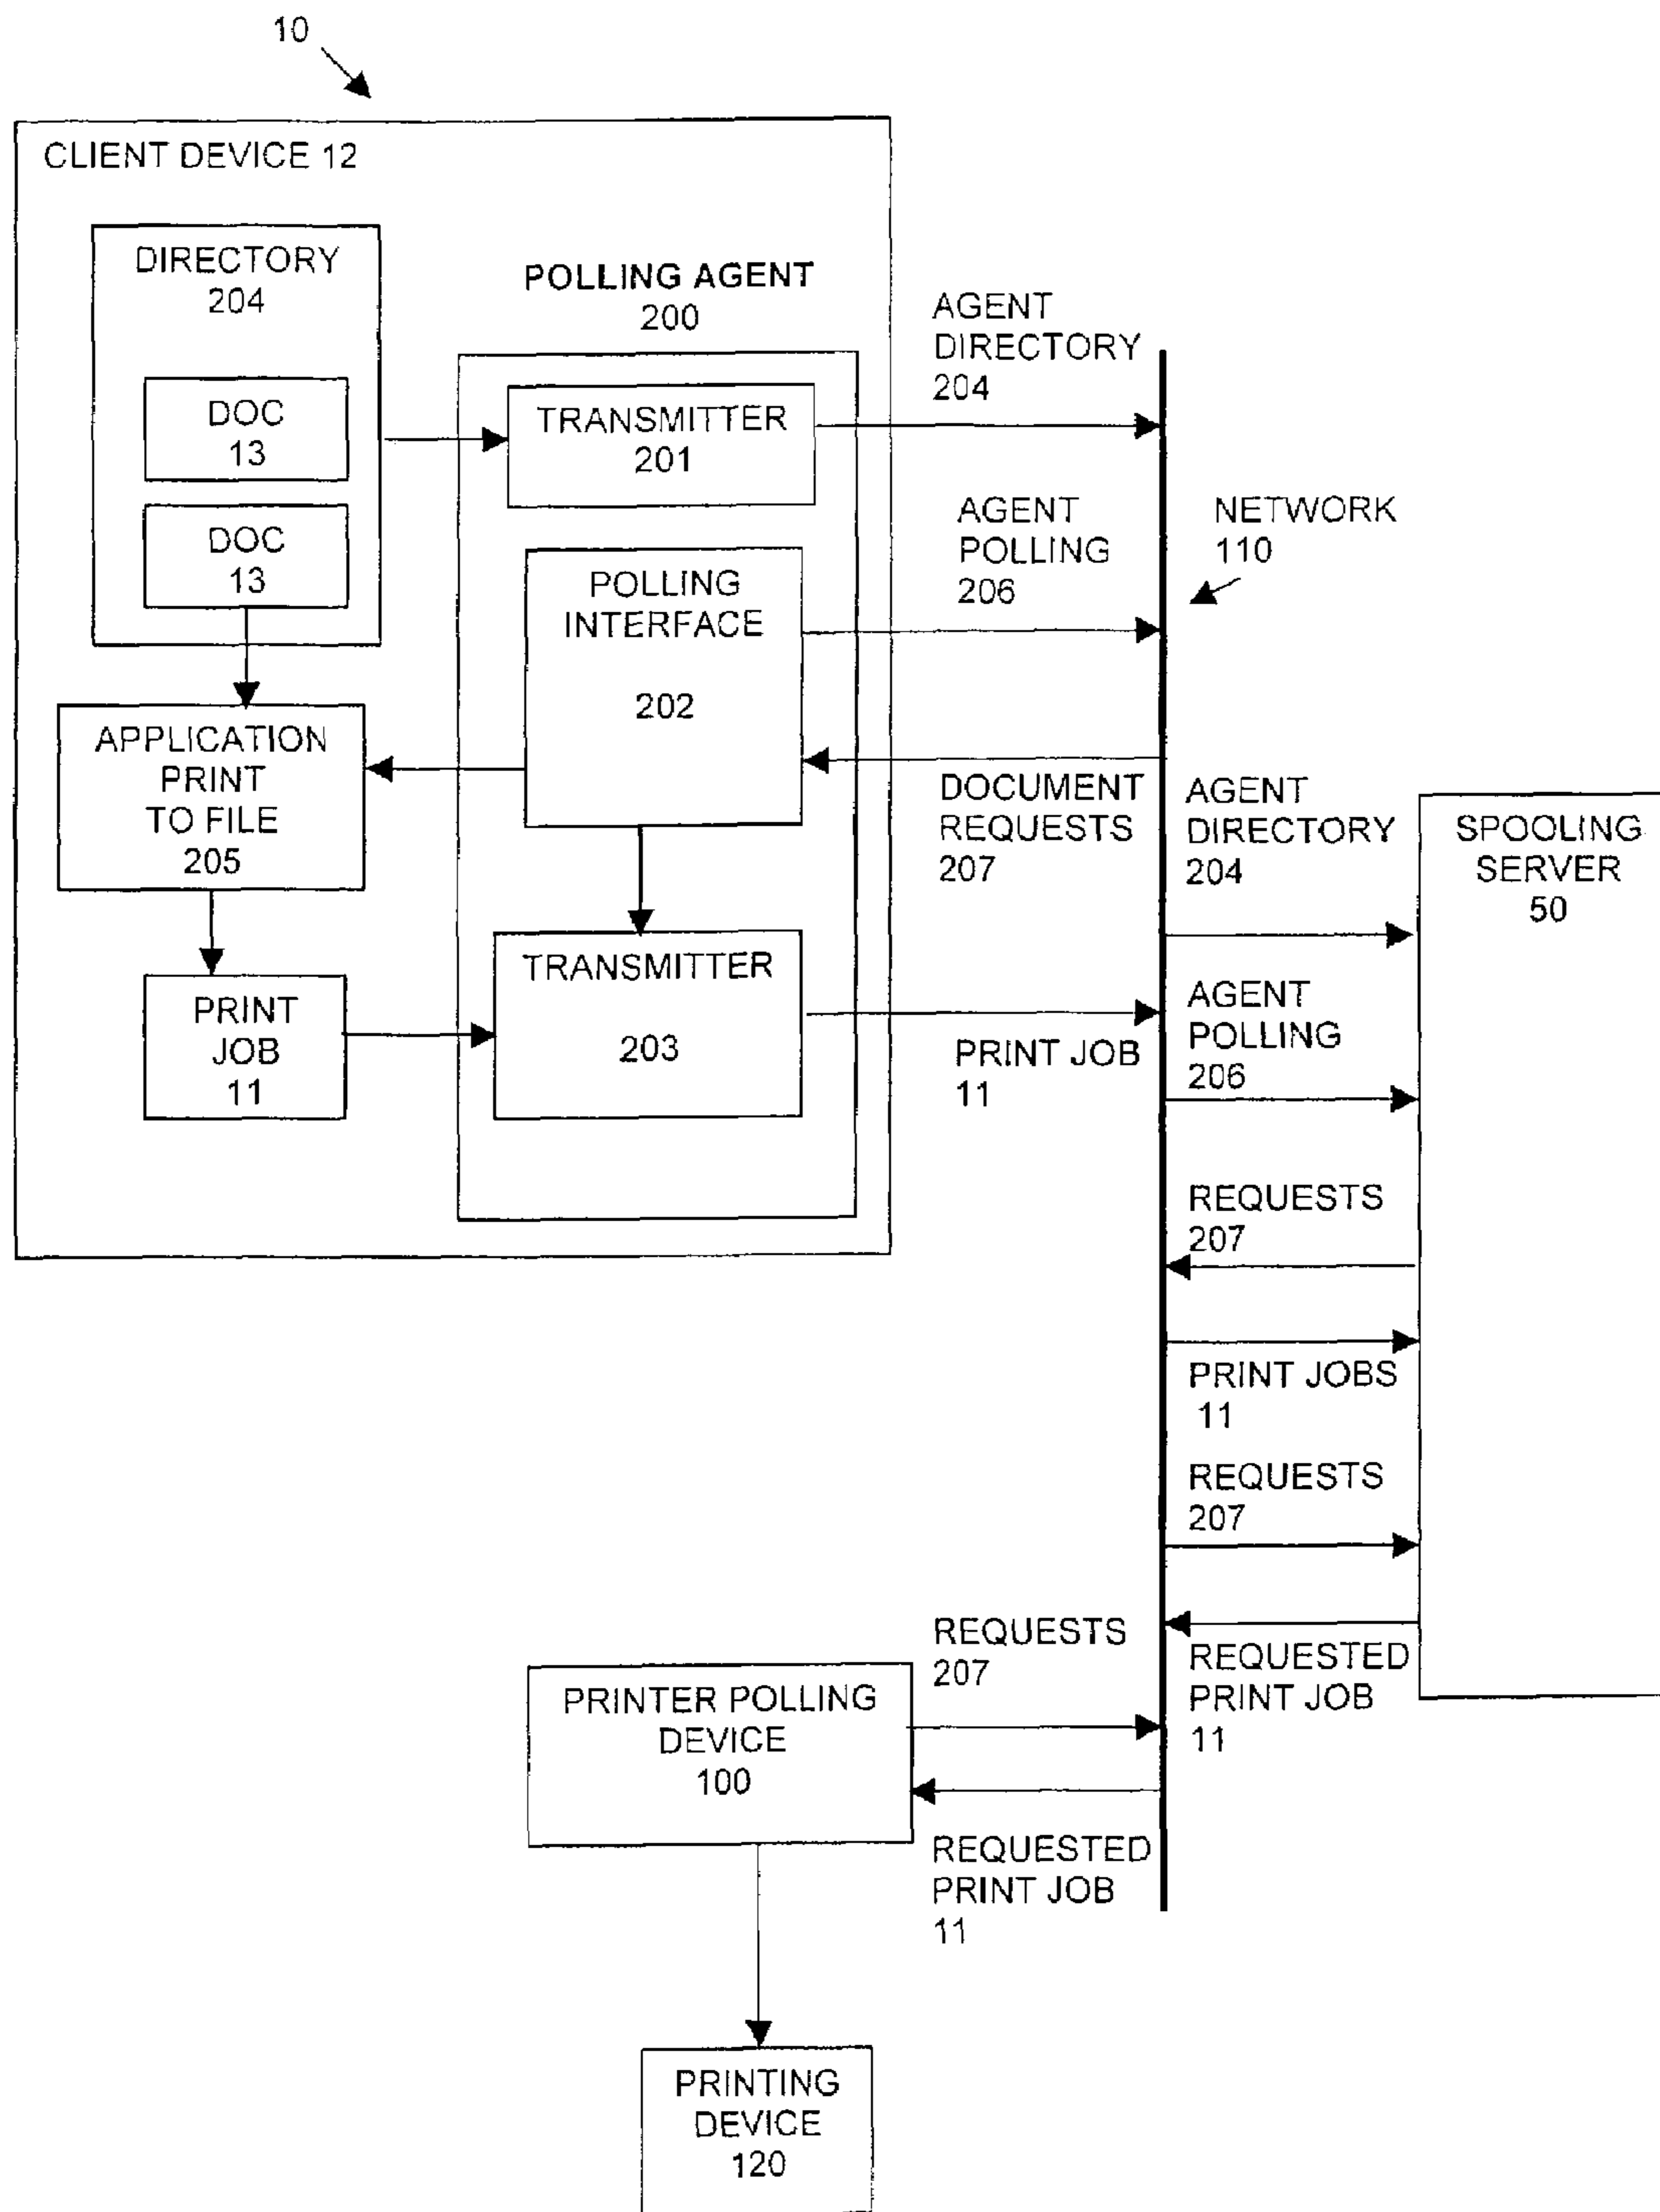 10
CLIENT DEVICE 12
DIRECTORY
204
DOC
13
DOC
13
POLLING AGENT
200
TRANSMITTER
201
POLLING
INTERFACE
202
APPLICATION
PRINT
TO FILE
205
PRINT
JOB
11
TRANSMITTER
203
AGENT
DIRECTORY
204
AGENT
POLLING
206
NETWORK
110
DOCUMENT
REQUESTS
207
PRINT JOB
11
AGENT
DIRECTORY
204
SPOOLING
SERVER
50
AGENT
POLLING
206
REQUESTS
207
PRINT JOBS
11
REQUESTS
207
REQUESTED
PRINT JOB
11
REQUESTS
207
PRINTER POLLING
DEVICE
100
REQUESTED
PRINT JOB
11
PRINTING
DEVICE
120